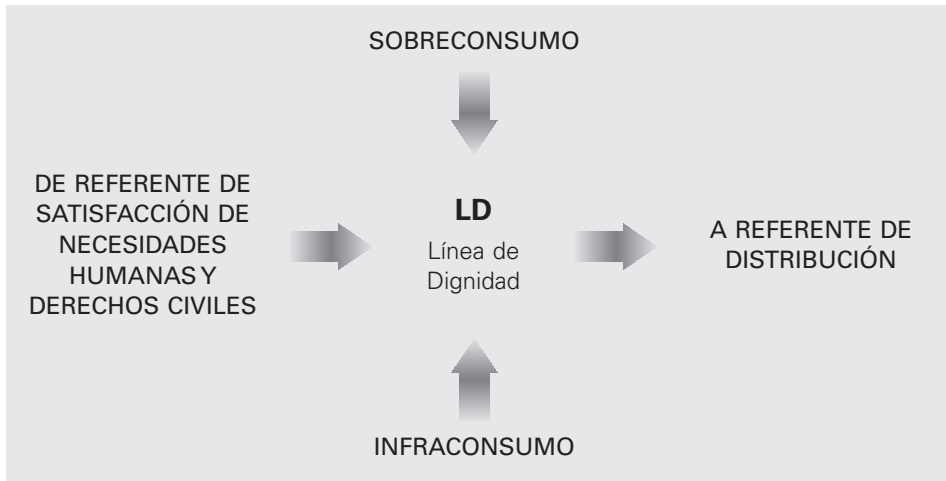 SOBRECONSUMO
DE REFERENTE DE
SATISFACCIÓN DE
NECESIDADES
HUMANAS Y
DERECHOS CIVILES
LD
Línea de
Dignidad
A REFERENTE DE
DISTRIBUCIÓN
INFRACONSUMO